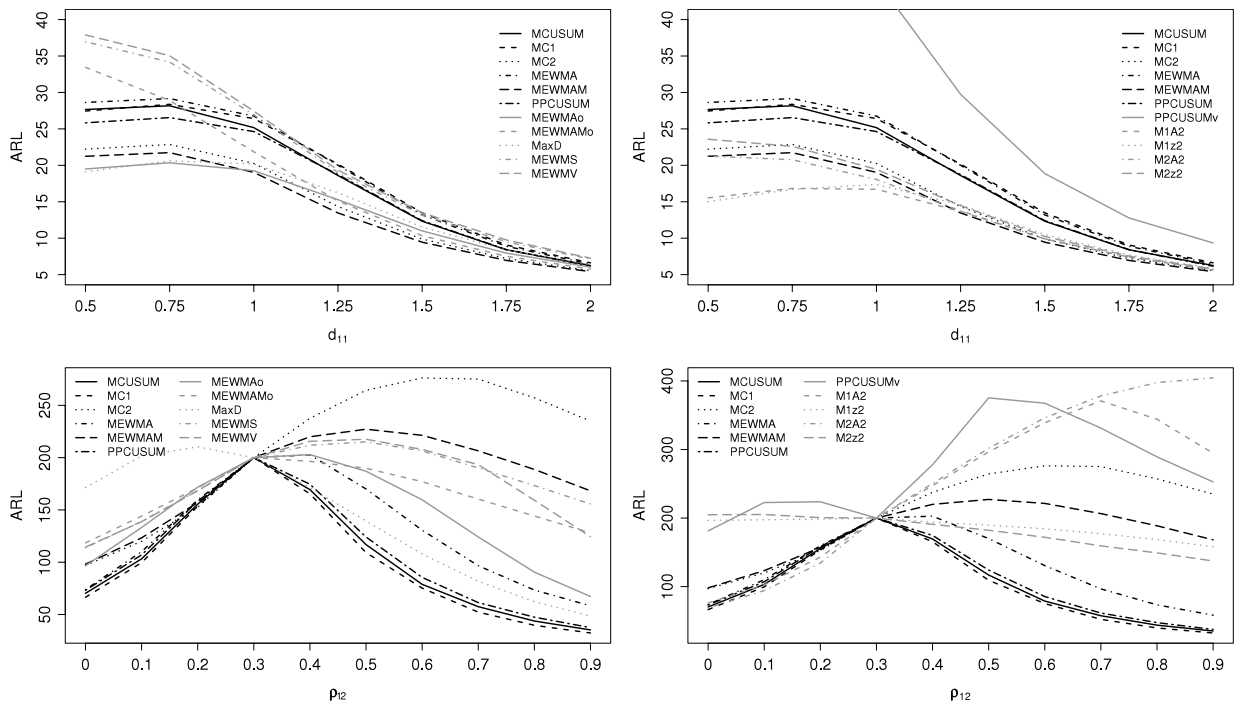 40
35
30
25
20
15
10
5
ARL
MCUSUM
MC1
MC2
MEWMA
MEWMAM
PPCUSUM
MEWMAo
MEWMAMo
MaxD
MEWMS
MEWMV
0.5 0.75 1 1.25 1.5 1.75 2
d11
40
35
30
25
20
15
10
5
ARL
MCUSUM
MC1
MC2
MEWMA
MEWMAM
PPCUSUM
PPCUSUMv
M1A2
M1z2
M2A2
M2z2
0.5 0.75 1 1.25 1.5 1.75 2
d11
250
200
150
100
50
ARL
MCUSUM MEWMAo
MC1 MEWMAMo
MC2 MaxD
MEWMA MEWMS
MEWMAM MEWMV
PPCUSUM
0 0.1 0.2 0.3 0.4 0.5 0.6 0.7 0.8 0.9
ρ12
400
300
200
100
ARL
MCUSUM PPCUSUMv
MC1 M1A2
MC2 M1z2
MEWMA M2A2
MEWMAM M2z2
PPCUSUM
0 0.1 0.2 0.3 0.4 0.5 0.6 0.7 0.8 0.9
ρ12